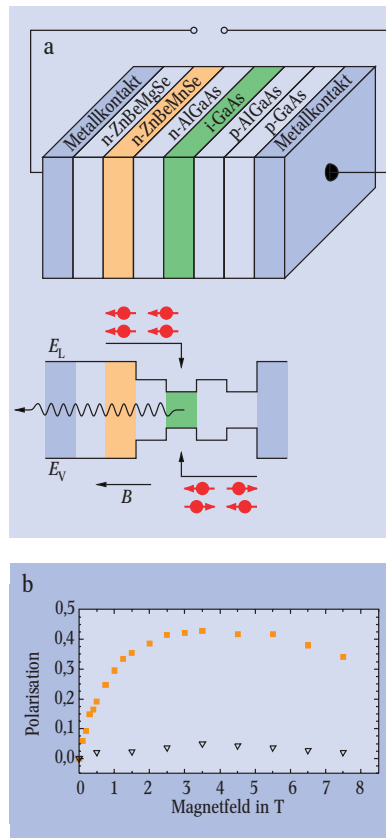 a
Metallkontakt
n-ZnBeMgSe
n-ZnBeMnSe
n-AlGaAs
i-GaAs
p-AlGaAs
p-GaAs
Metallkontakt
E_L
E_V
B
b
Polarisation
0,5
0,4
0,3
0,2
0,1
0,0
0 1 2 3 4 5 6 7 8
Magnetfeld in T